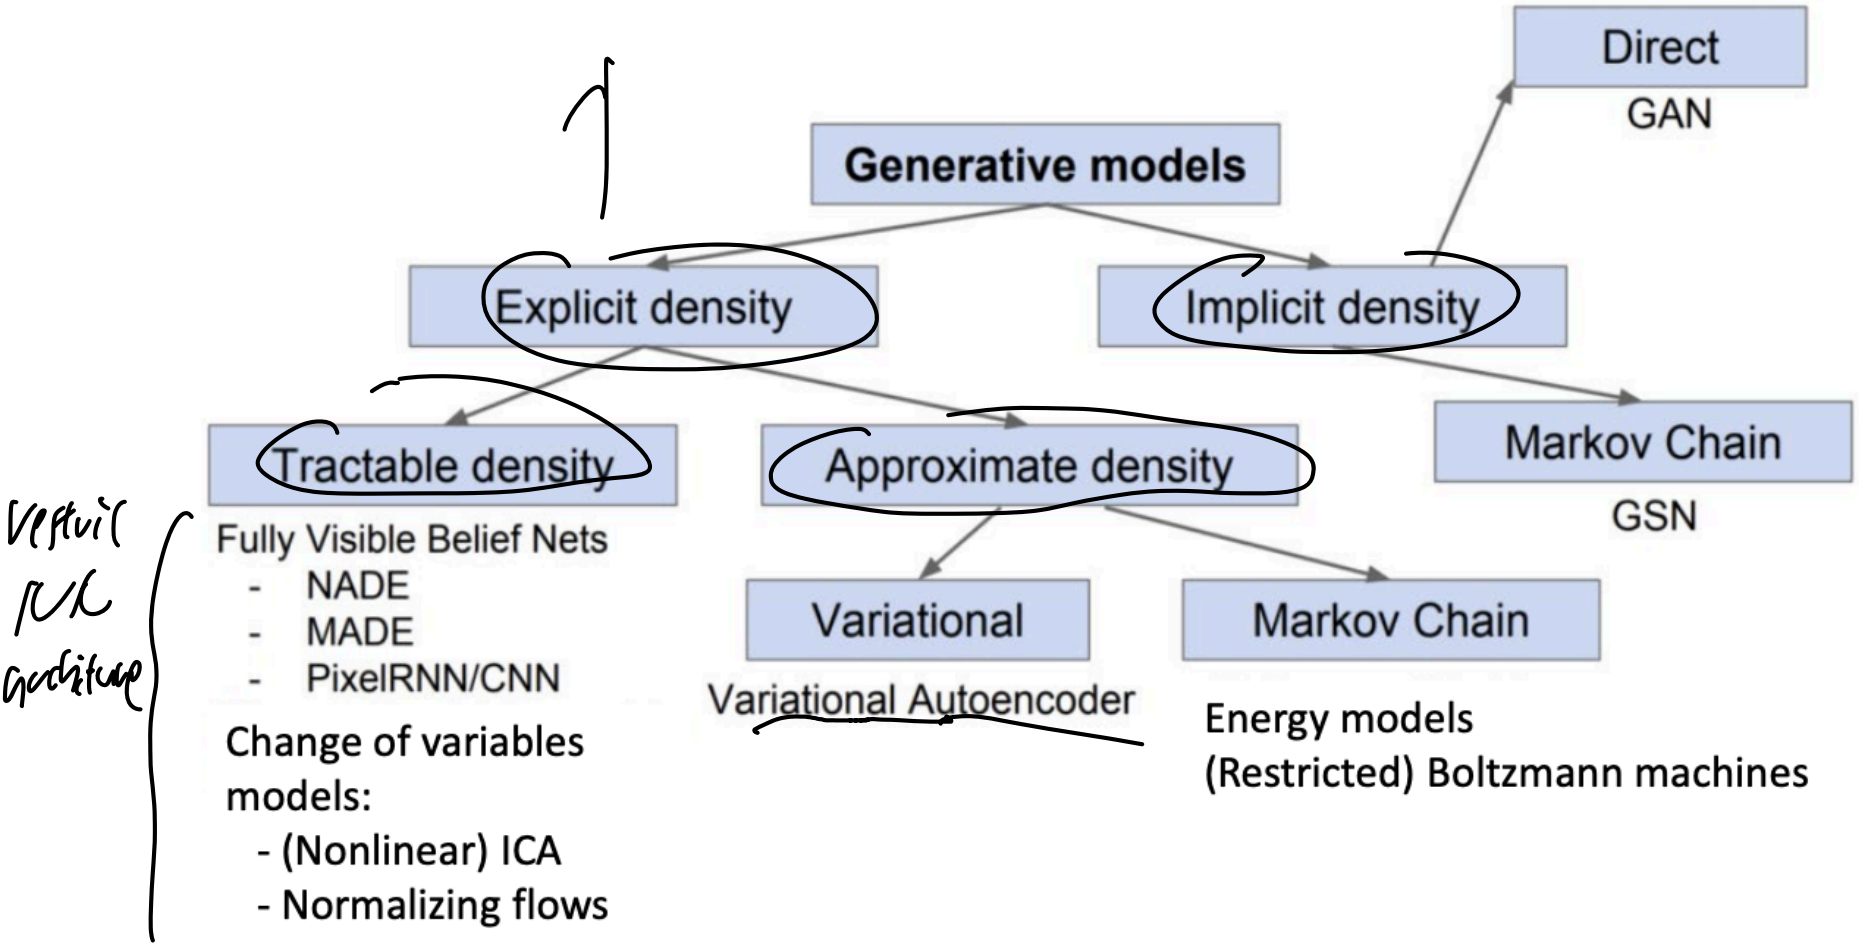 Direct
GAN
Generative models
Explicit density
Implicit density
Tractable density
Approximate density
Markov Chain
GSN
Fully Visible Belief Nets
- NADE
- MADE
- PixelRNN/CNN
Change of variables
models:
- (Nonlinear) ICA
- Normalizing flows
Variational
Variational Autoencoder
Markov Chain
Energy models
(Restricted) Boltzmann machines